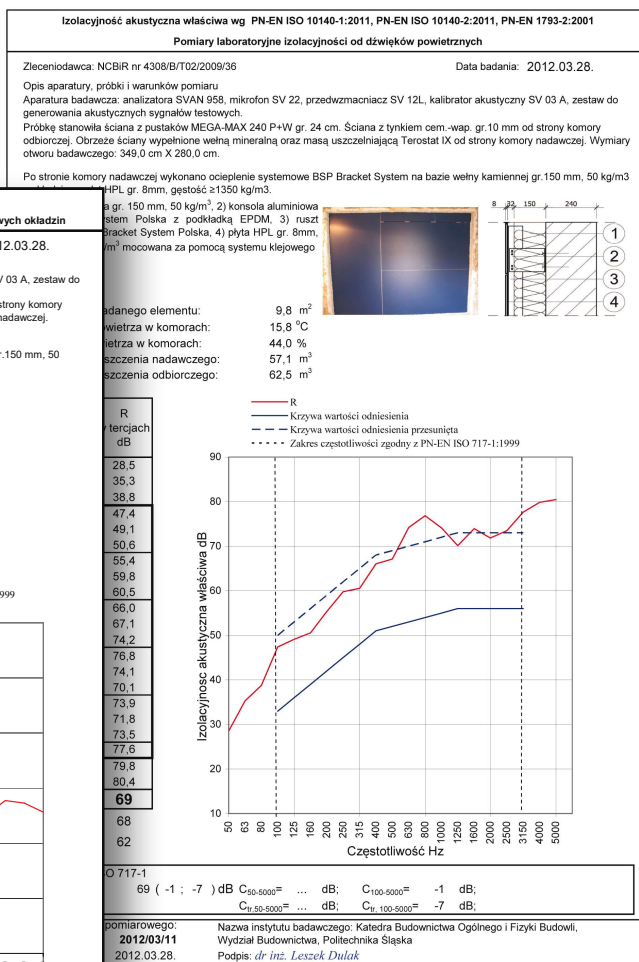 Izolacyjność akustyczna właściwa wg PN-EN ISO 10140-1:2011, PN-EN ISO 10140-2:2011, PN-EN 1793-2:2001
Pomiary laboratoryjne izolacyjności od dźwięków powietrznych
Zleceniodawca: NCBiR nr 4308/B/T02/2009/36
Data badania: 2012.03.28.
Opis aparatury, próbki i warunków pomiaru
Aparatura badawcza: analizatora SVAN 958, mikrofon SV 22, przedwzmacniacz SV 12L, kalibrator akustyczny SV 03 A, zestaw do
generowania akustycznych sygnałów testowych.
Próbkę stanowiła ściana z pustaków MEGA-MAX 240 P+W gr. 24 cm. Ściana z tynkiem cem.-wap. gr.10 mm od strony komory
odbiorczej. Obrzeże ściany wypełnione wełną mineralną oraz masą uszczelniającą Terostat IX od strony komory nadawczej. Wymiary
otworu badawczego: 349,0 cm X 280,0 cm.
Po stronie komory nadawczej wykonano ocieplenie systemowe BSP Bracket System na bazie wełny kamiennej gr.150 mm, 50 kg/m3
HPL gr. 8mm, gęstość ≥1350 kg/m3.
gr. 150 mm, 50 kg/m³, 2) konsola aluminiowa
Polska z podkładką EPDM, 3) ruszt
Bracket System Polska, 4) płyta HPL gr. 8mm,
mocowana za pomocą systemu klejowego
8 32 150 240
1
2
3
4
wych okładzin
12.03.28.
V 03 A, zestaw do
strony komory
nadawczej.
r.150 mm, 50
999
adanego elementu: 9,8 m²
wietrza w komorach: 15,8 °C
ietrza w komorach: 44,0 %
szczenia nadawczego: 57,1 m³
szczenia odbiorczego: 62,5 m³
R
tercjach
dB
28,5
35,3
38,8
47,4
49,1
50,6
55,4
59,8
60,5
66,0
67,1
74,2
76,8
74,1
70,1
73,9
71,8
73,5
77,6
79,8
80,4
69
68
62
R
Krzywa wartości odniesienia
Krzywa wartości odniesienia przesunięta
Zakres częstotliwości zgodny z PN-EN ISO 717-1:1999
Izolacyjnosc akustyczna właściwa dB
90
80
70
60
50
40
30
20
10
50 63 80 100 125 160 200 250 315 400 500 630 800 1000 1250 1600 2000 2500 3150 4000 5000
Częstotliwość Hz
O 717-1
69 ( -1 ; -7 ) dB C50-5000= ... dB; C100-5000= -1 dB;
Ctr,50-5000= ... dB; Ctr, 100-5000= -7 dB;
pomiarowego:
2012/03/11
2012.03.28.
Nazwa instytutu badawczego: Katedra Budownictwa Ogólnego i Fizyki Budowli,
Wydział Budownictwa, Politechnika Śląska
Podpis: dr inż. Leszek Dulak